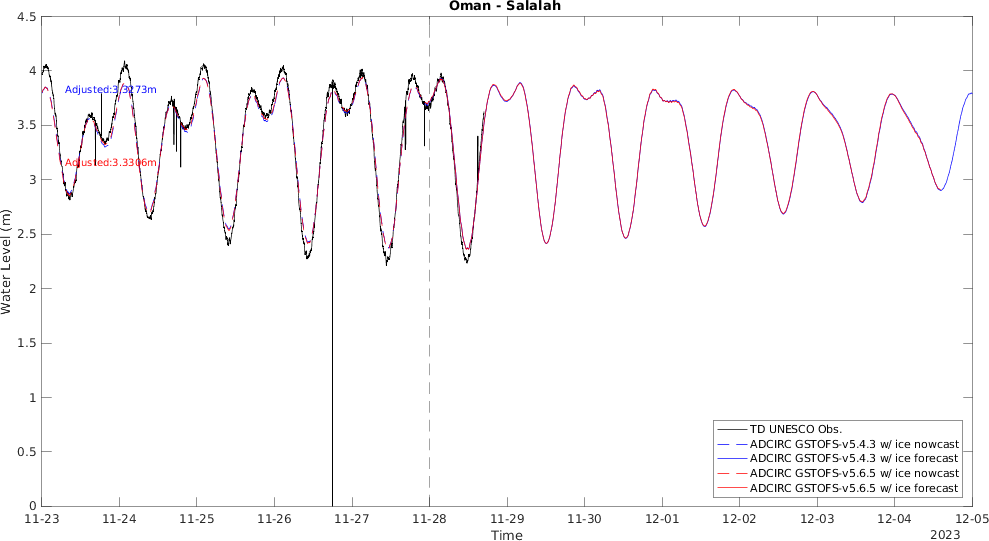 Oman - Salalah
4.5
4
3.5
3
2.5
2
1.5
1
0.5
0
Water Level (m)
Adjusted:3.3273m
Adjusted:3.3306m
TD UNESCO Obs.
ADCIRC GSTOFS-v5.4.3 w/ ice nowcast
ADCIRC GSTOFS-v5.4.3 w/ ice forecast
ADCIRC GSTOFS-v5.6.5 w/ ice nowcast
ADCIRC GSTOFS-v5.6.5 w/ ice forecast
11-23 11-24 11-25 11-26 11-27 11-28 11-29 11-30 12-01 12-02 12-03 12-04 12-05
Time
2023